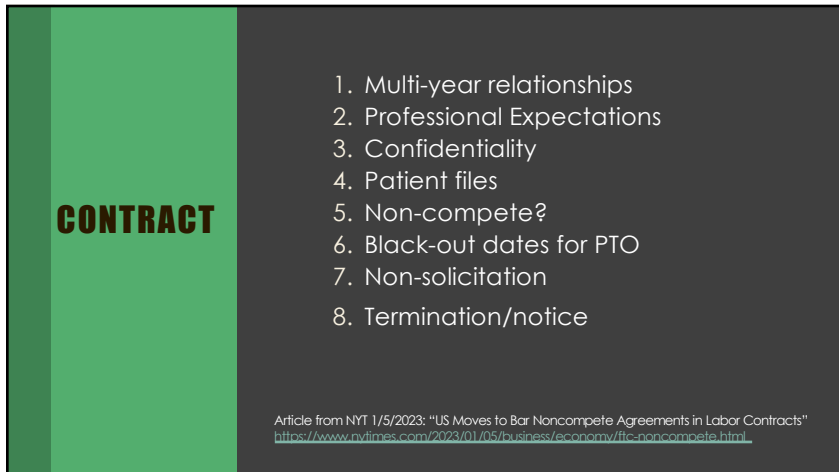 CONTRACT
1. Multi-year relationships
2. Professional Expectations
3. Confidentiality
4. Patient files
5. Non-compete?
6. Black-out dates for PTO
7. Non-solicitation
8. Termination/notice
Article from NYT 1/5/2023: “US Moves to Bar Noncompete Agreements in Labor Contracts”
https://www.nytimes.com/2023/01/05/business/economy/ftc-noncompete.html